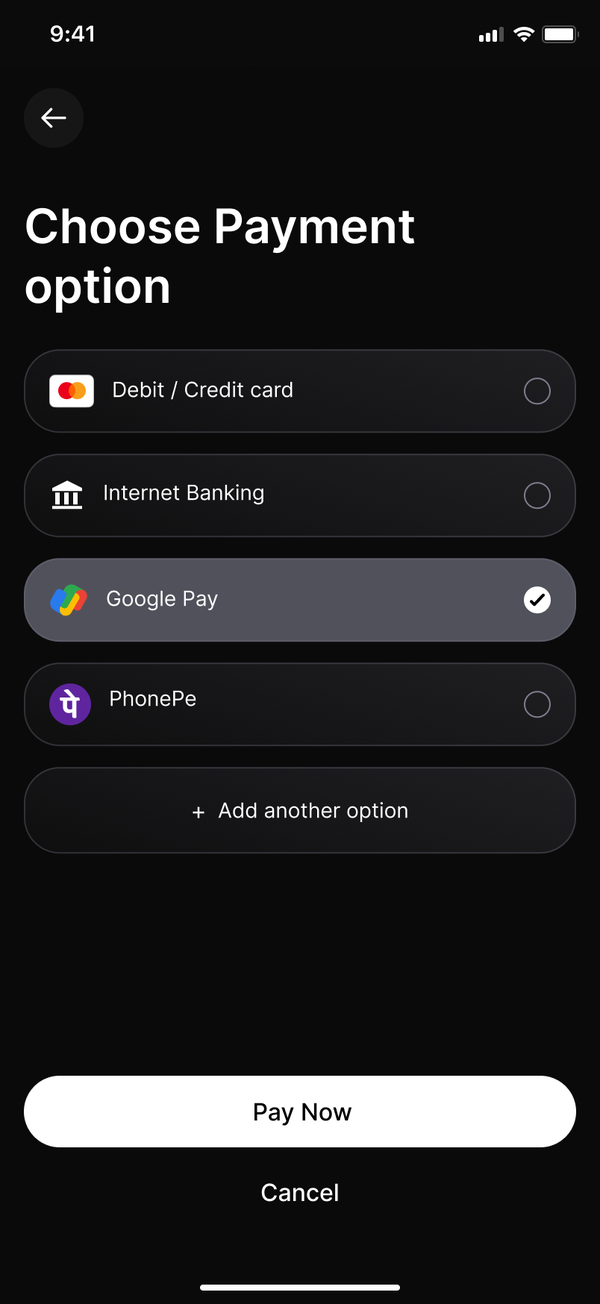 9:41
Choose Payment
option
Debit / Credit card
Internet Banking
Google Pay
पे PhonePe
+ Add another option
Pay Now
Cancel